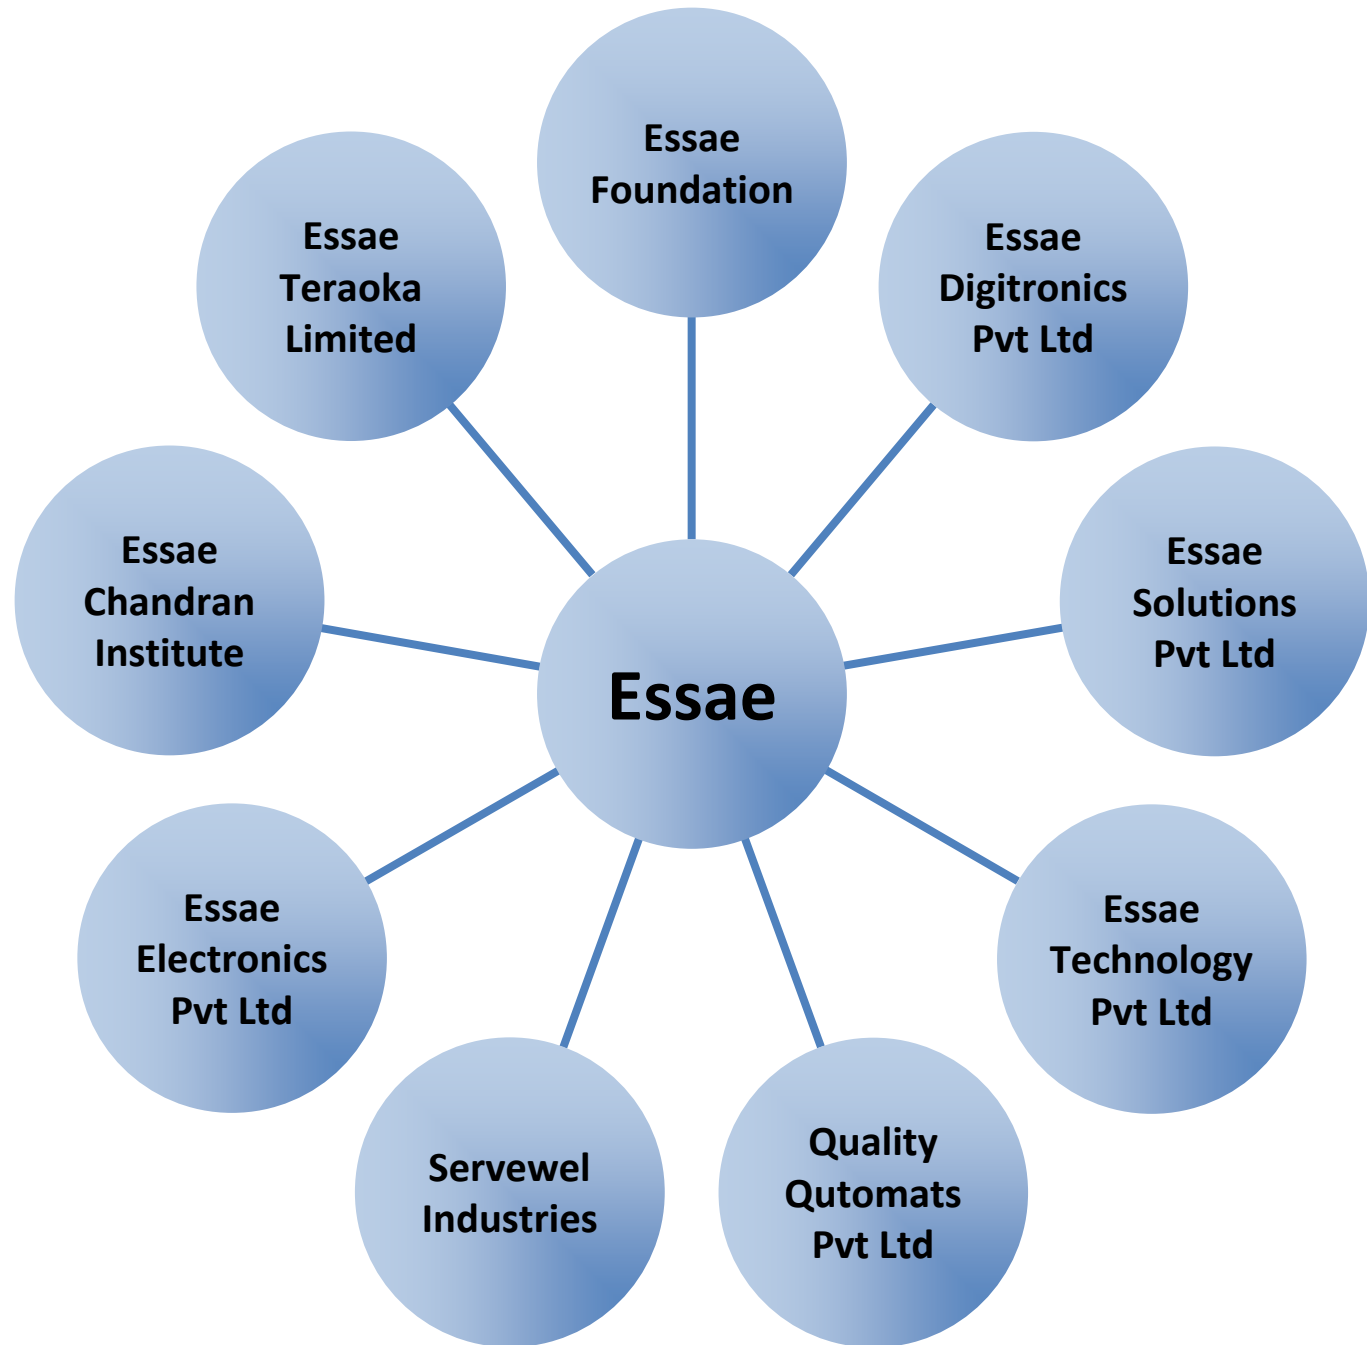 Essae
Foundation
Essae
Digitronics
Pvt Ltd
Essae
Solutions
Pvt Ltd
Essae
Technology
Pvt Ltd
Quality
Qutomats
Pvt Ltd
Servewel
Industries
Essae
Electronics
Pvt Ltd
Essae
Chandran
Institute
Essae
Teraoka
Limited
Essae